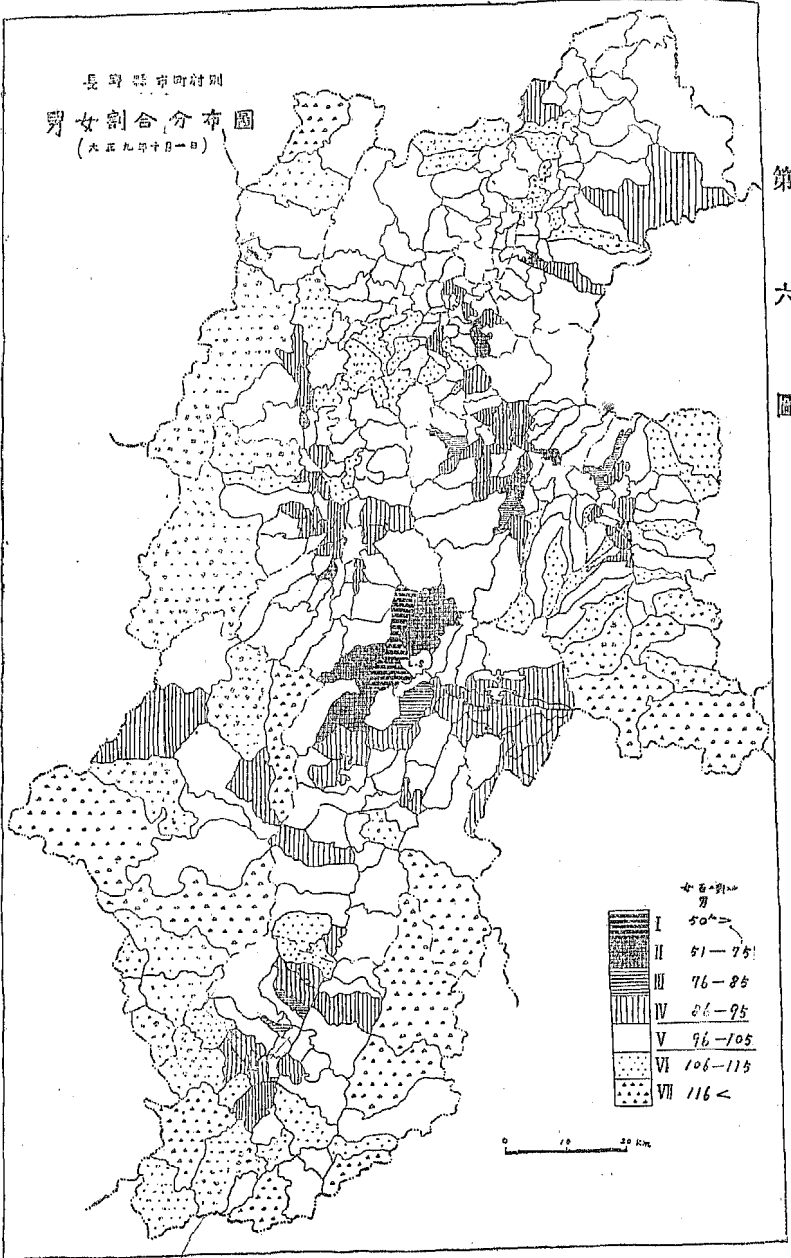 長野縣市町村別
男女割合分布圖
(大正九年十月一日)
第六圖
女百ニ對スル
男
I 50人>
II 51—75
III 76—85
IV 86—95
V 96—105
VI 106—115
VII 116<
0 10 20 km